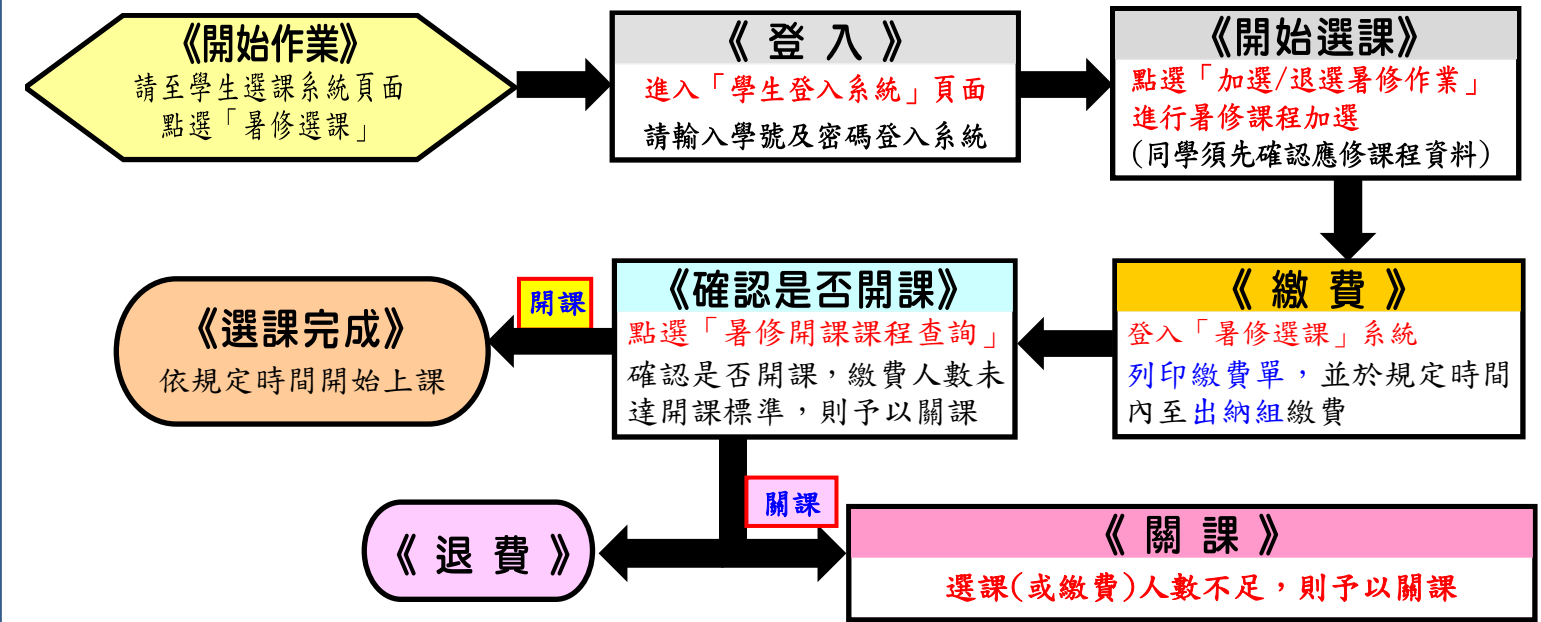 《開始作業》
請至學生選課系統頁面
點選「暑修選課」
《登入》
進入「學生登入系統」頁面
請輸入學號及密碼登入系統
《開始選課》
點選「加選/退選暑修作業」
進行暑修課程加選
(同學須先確認應修課程資料)
《繳費》
登入「暑修選課」系統
列印繳費單，並於規定時間
內至出納組繳費
《確認是否開課》
點選「暑修開課課程查詢」
確認是否開課，繳費人數未
達開課標準，則予以關課
開課
《選課完成》
依規定時間開始上課
關課
《退費》
《關課》
選課(或繳費)人數不足，則予以關課